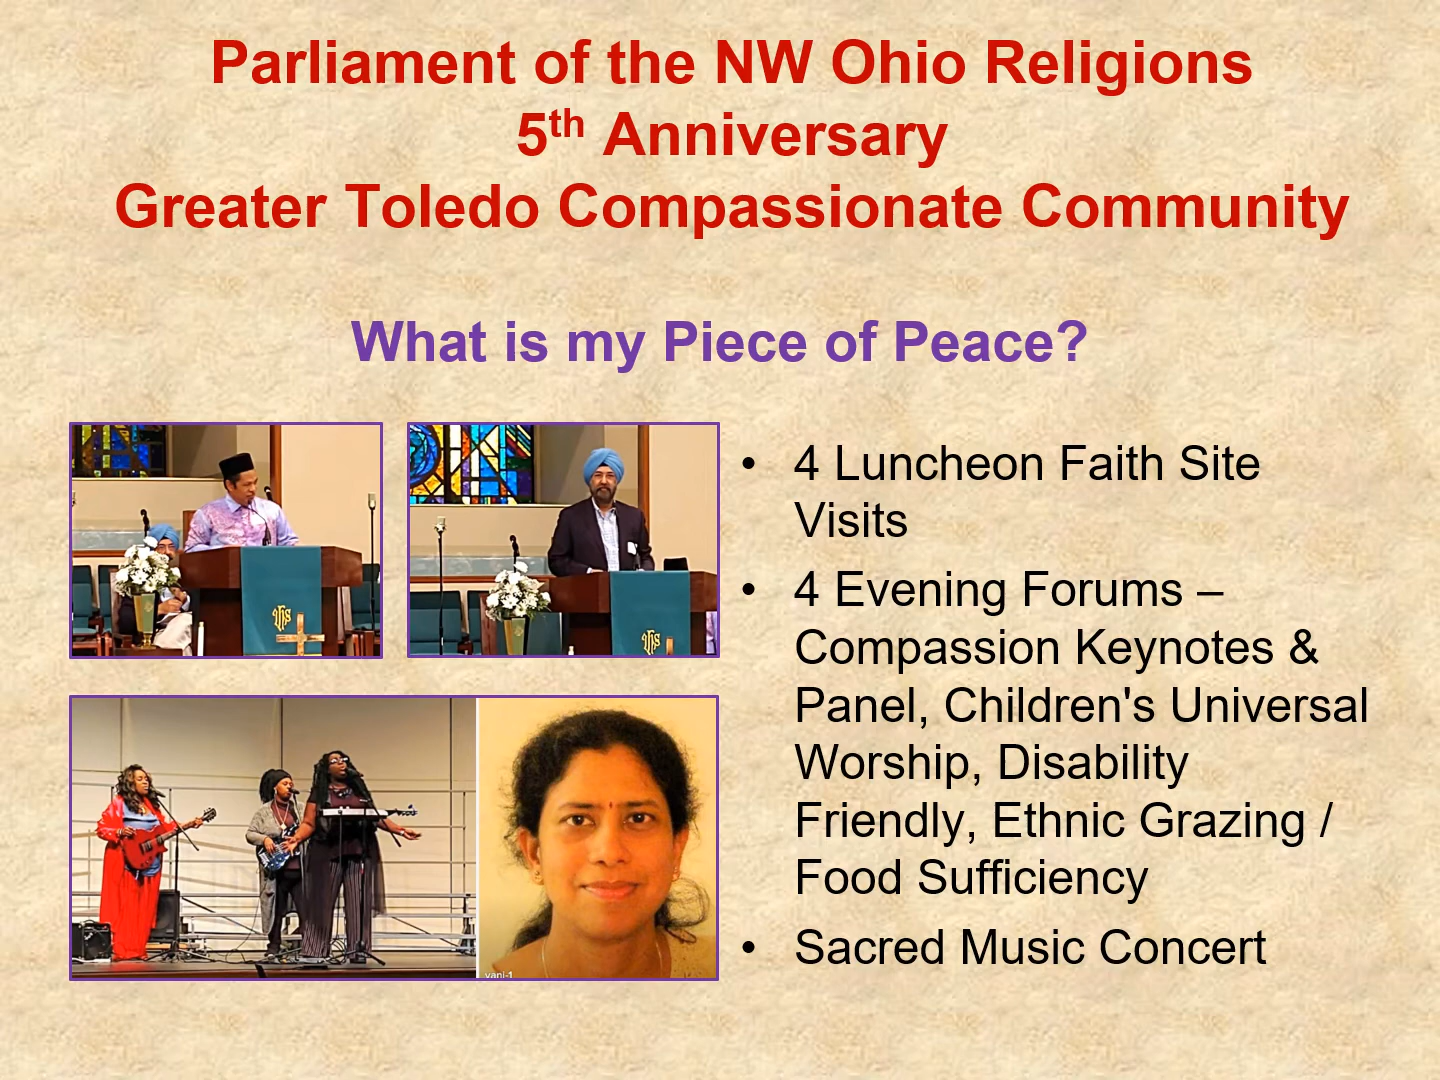 Parliament of the NW Ohio Religions
5th Anniversary
Greater Toledo Compassionate Community
What is my Piece of Peace?
• 4 Luncheon Faith Site
Visits
• 4 Evening Forums –
Compassion Keynotes &
Panel, Children's Universal
Worship, Disability
Friendly, Ethnic Grazing /
Food Sufficiency
• Sacred Music Concert
IHS
IHS
vani-1